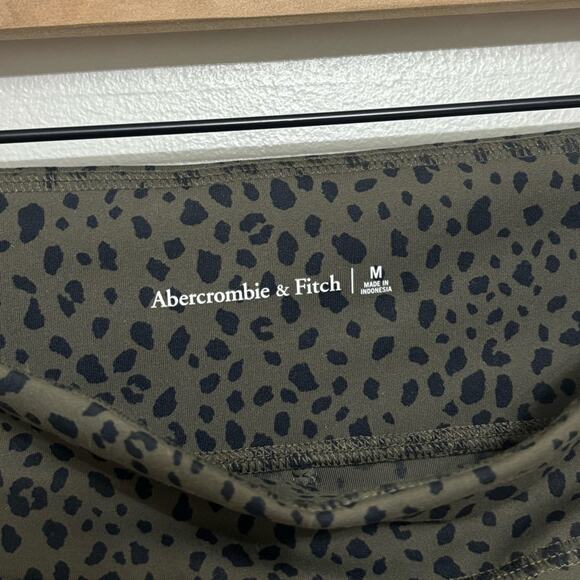 Abercrombie & Fitch | M
MADE IN
INDONESIA